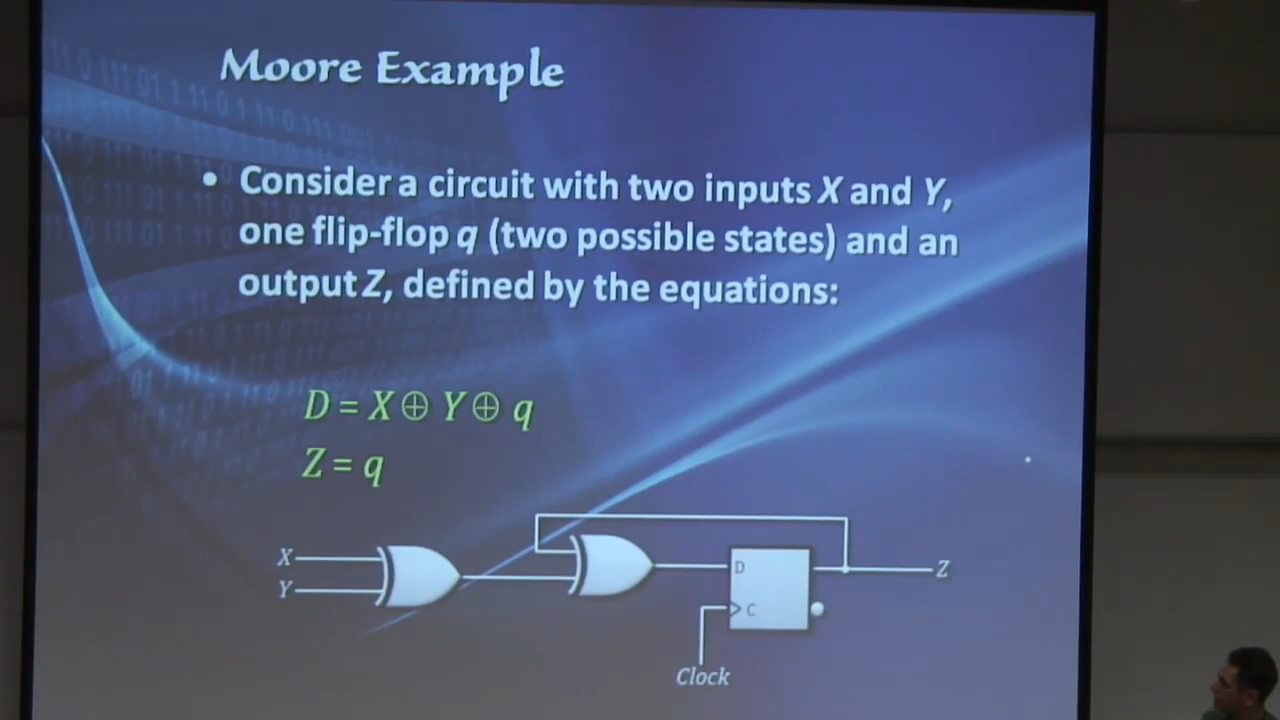 Moore Example
• Consider a circuit with two inputs X and Y,
one flip-flop q (two possible states) and an
output Z, defined by the equations:
D = X ⊕ Y ⊕ q
Z = q
X
Y
D
C
Z
Clock